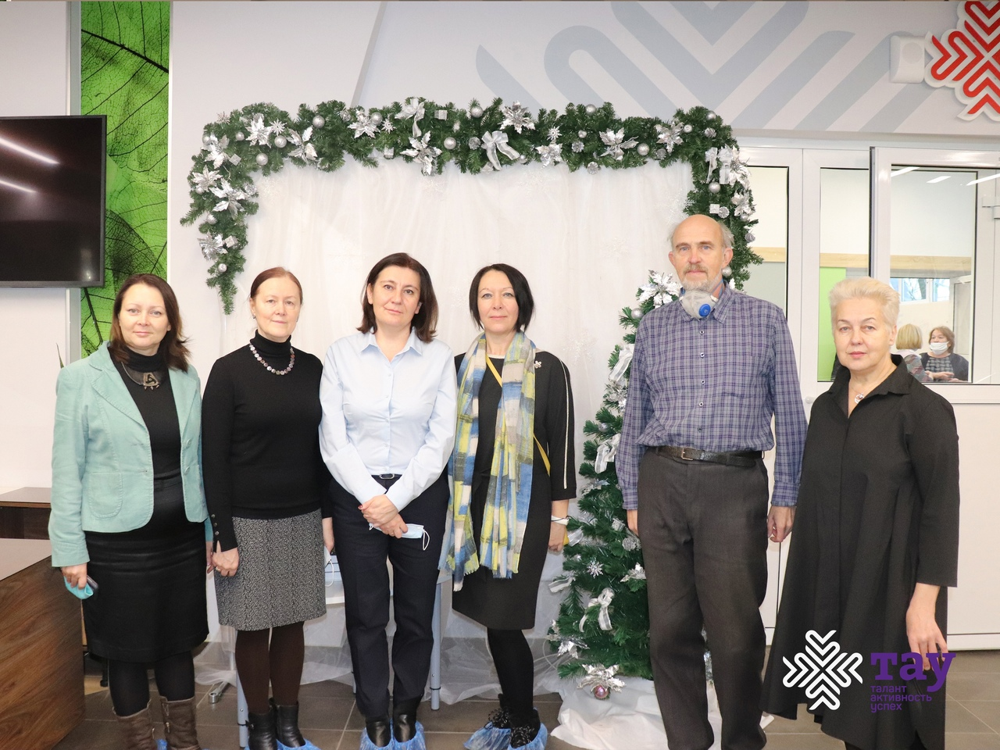 тау
талант
активность
успех